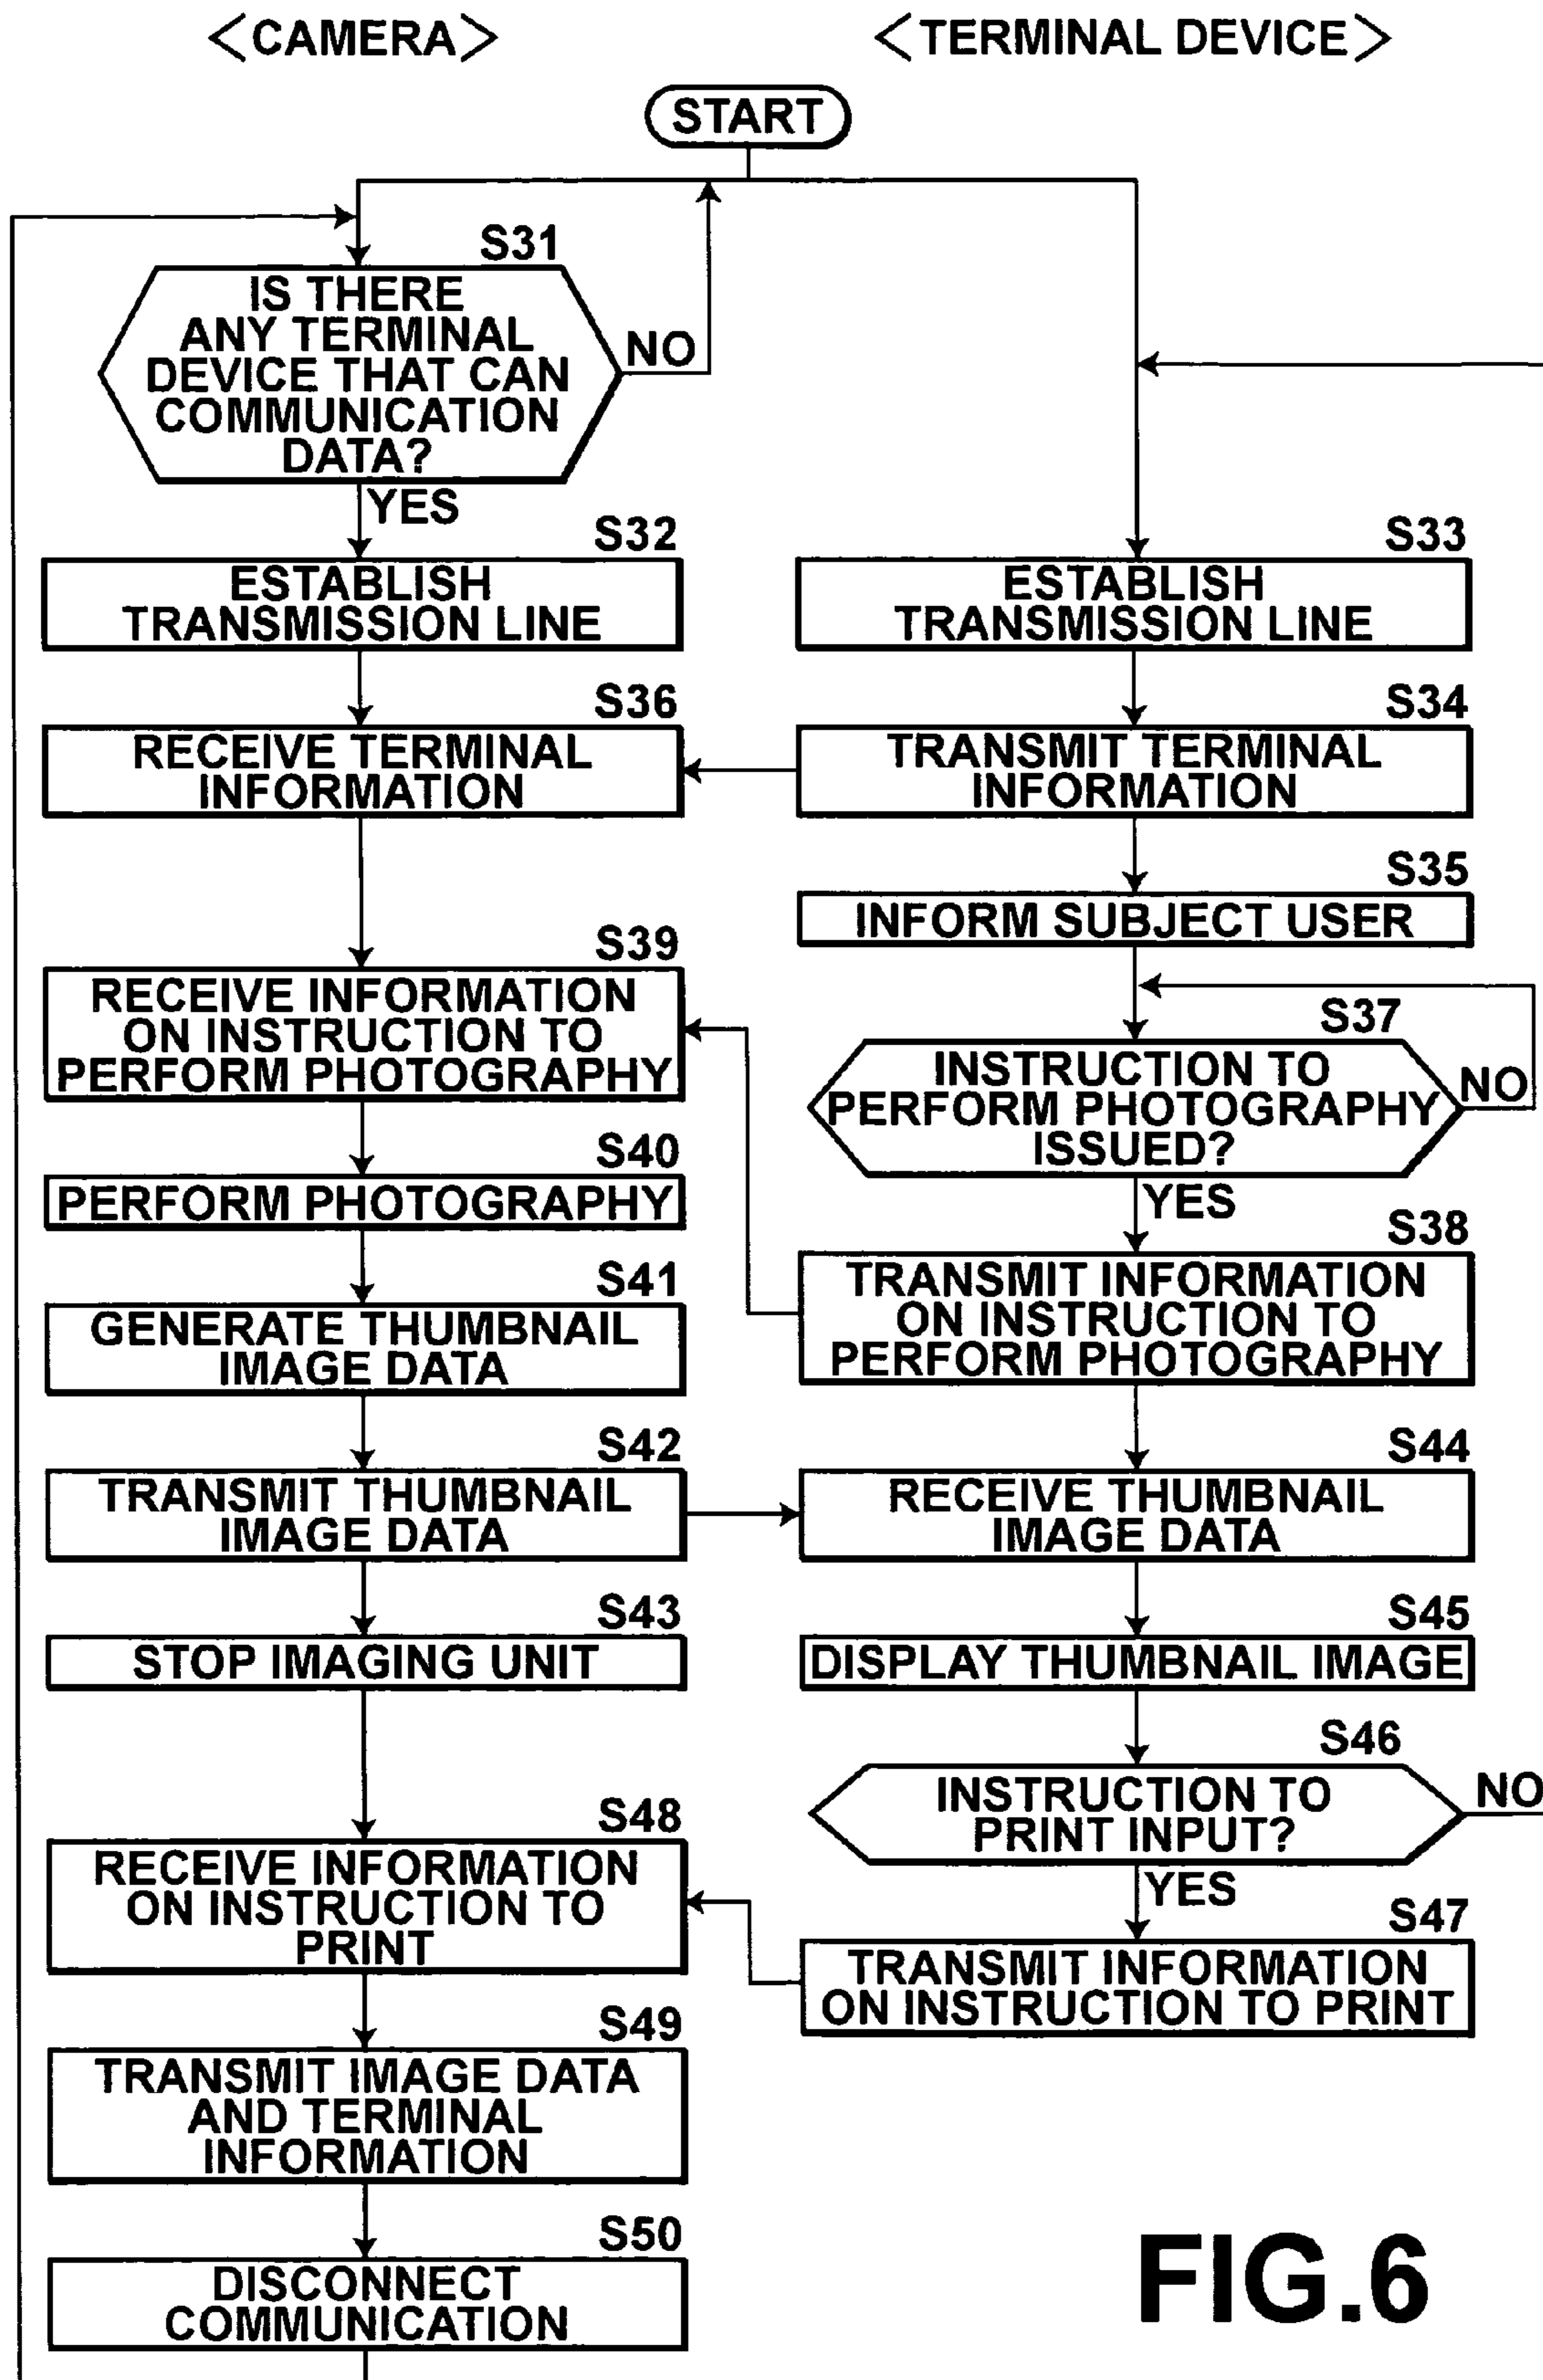 <CAMERA>
<TERMINAL DEVICE>
START
S31
IS THERE
ANY TERMINAL
DEVICE THAT CAN
COMMUNICATION
DATA?
NO
YES
S32
ESTABLISH
TRANSMISSION LINE
S33
ESTABLISH
TRANSMISSION LINE
S36
RECEIVE TERMINAL
INFORMATION
S34
TRANSMIT TERMINAL
INFORMATION
S35
INFORM SUBJECT USER
S39
RECEIVE INFORMATION
ON INSTRUCTION TO
PERFORM PHOTOGRAPHY
S37
INSTRUCTION TO
PERFORM PHOTOGRAPHY
ISSUED?
NO
YES
S40
PERFORM PHOTOGRAPHY
S38
TRANSMIT INFORMATION
ON INSTRUCTION TO
PERFORM PHOTOGRAPHY
S41
GENERATE THUMBNAIL
IMAGE DATA
S42
TRANSMIT THUMBNAIL
IMAGE DATA
S44
RECEIVE THUMBNAIL
IMAGE DATA
S43
STOP IMAGING UNIT
S45
DISPLAY THUMBNAIL IMAGE
S46
INSTRUCTION TO
PRINT INPUT?
NO
YES
S48
RECEIVE INFORMATION
ON INSTRUCTION TO
PRINT
S47
TRANSMIT INFORMATION
ON INSTRUCTION TO PRINT
S49
TRANSMIT IMAGE DATA
AND TERMINAL
INFORMATION
S50
DISCONNECT
COMMUNICATION
FIG.6